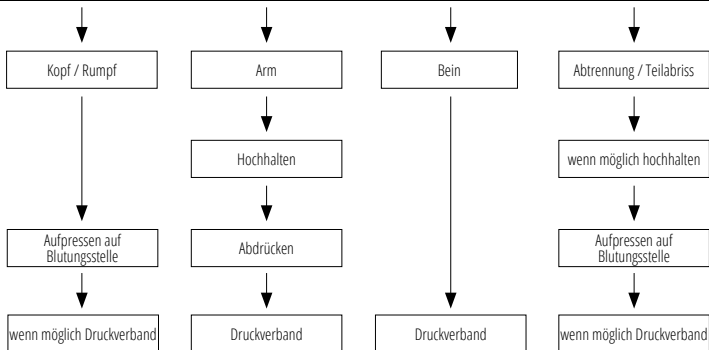 Kopf / Rumpf
Arm
Bein
Abtrennung / Teilabriss
Hochhalten
wenn möglich hochhalten
Aufpressen auf
Blutungsstelle
Abdrücken
Aufpressen auf
Blutungsstelle
wenn möglich Druckverband
Druckverband
Druckverband
wenn möglich Druckverband